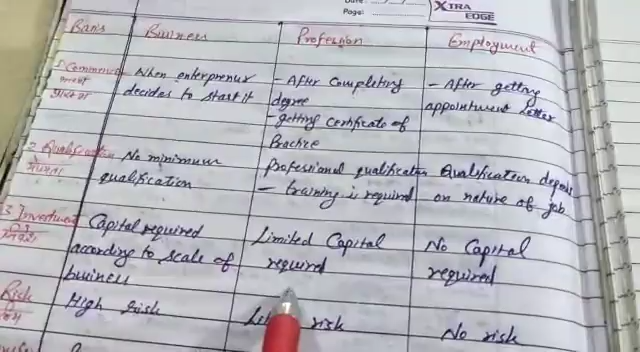 Page:
XTRA EDGE
Basis Business Profession Employment
When enterpreneur - After Completing - After getting
decides to start it degree appointment letter
- getting certificate of
Practice
2 Qualification No minimum Professional qualification Qualification depends
योग्यता qualification - training is required on nature of job
3 Investment Capital required Limited Capital No Capital
according to scale of required required
business
Risk High risk risk No risk